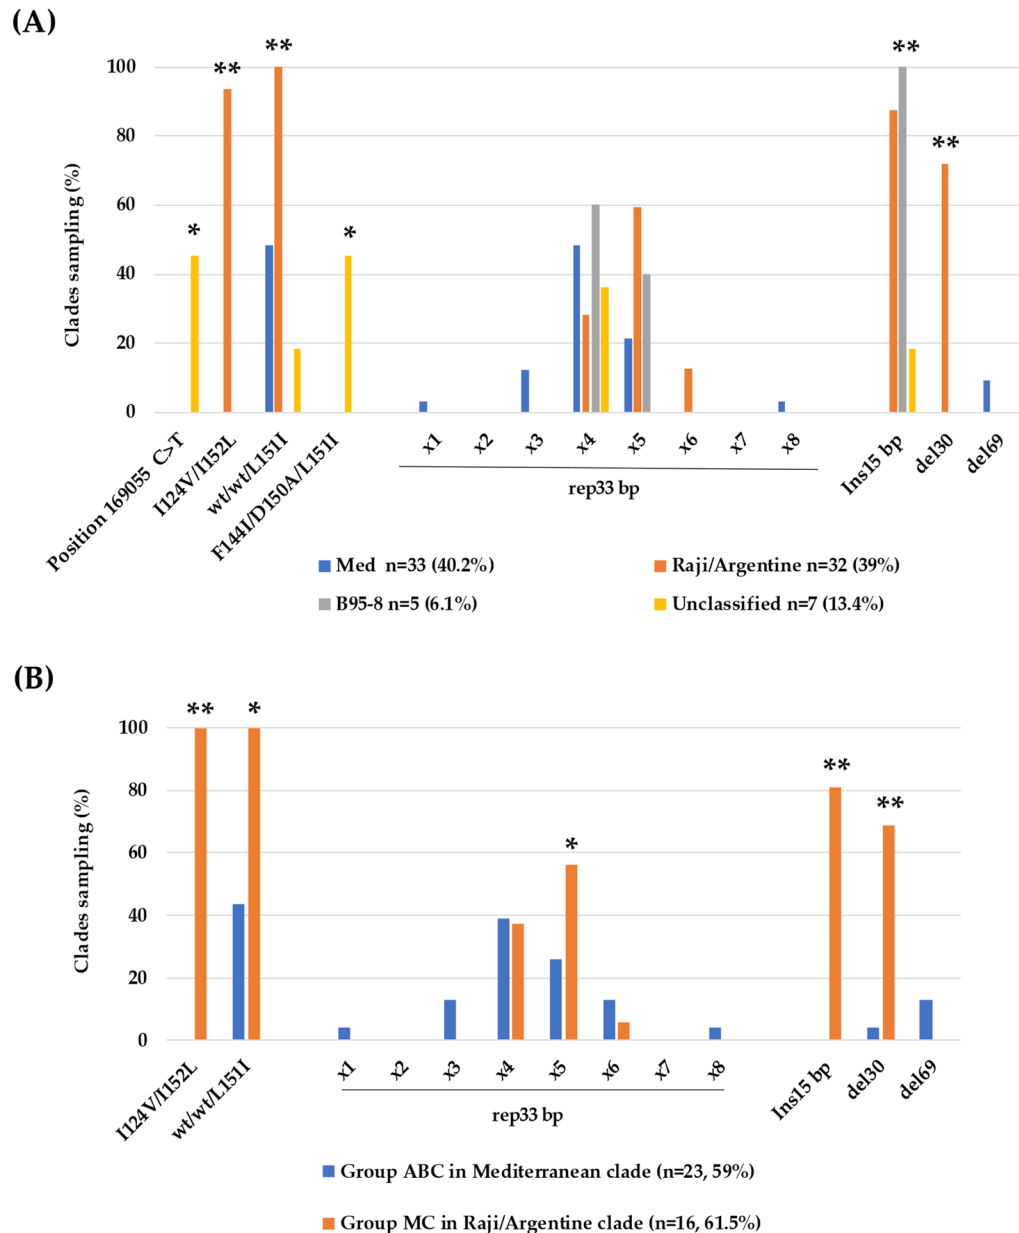 (A)
** 
** 
** 
100
** 
80
60
* 
* 
40
20
0
Clades sampling (%)
Position 169055 C>T
I124V/I152L
wt/wt/L151I
F144I/D150A/L151I
x1
x2
x3
x4
x5
x6
x7
x8
Ins15 bp
del30
del69
rep33 bp
Med n=33 (40.2%)
Raji/Argentine n=32 (39%)
B95-8 n=5 (6.1%)
Unclassified n=7 (13.4%)
(B)
** 
* 
100
** 
80
** 
* 
60
40
20
0
Clades sampling (%)
I124V/I152L
wt/wt/L151I
x1
x2
x3
x4
x5
x6
x7
x8
Ins15 bp
del30
del69
rep33 bp
Group ABC in Mediterranean clade (n=23, 59%)
Group MC in Raji/Argentine clade (n=16, 61.5%)